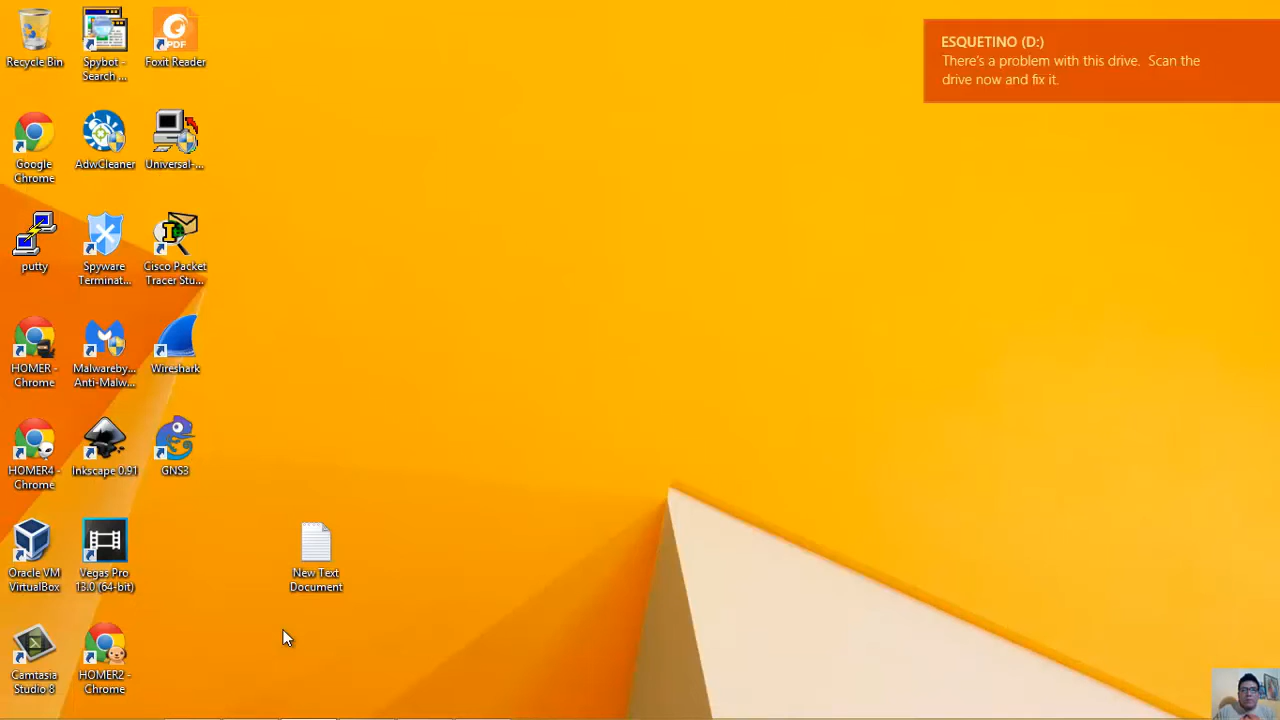 ESQUETINO (D:)
There's a problem with this drive. Scan the
drive now and fix it.
Recycle Bin
Spybot -
Search ...
PDF
Foxit Reader
Google
Chrome
AdwCleaner
Universal-...
putty
Spyware
Terminat...
Cisco Packet
Tracer Stu...
HOMER -
Chrome
Malwareby...
Anti-Malw...
Wireshark
HOMER4 -
Chrome
Inkscape 0.91
GNS3
Oracle VM
VirtualBox
Vegas Pro
13.0 (64-bit)
New Text
Document
Camtasia
Studio 8
HOMER2 -
Chrome